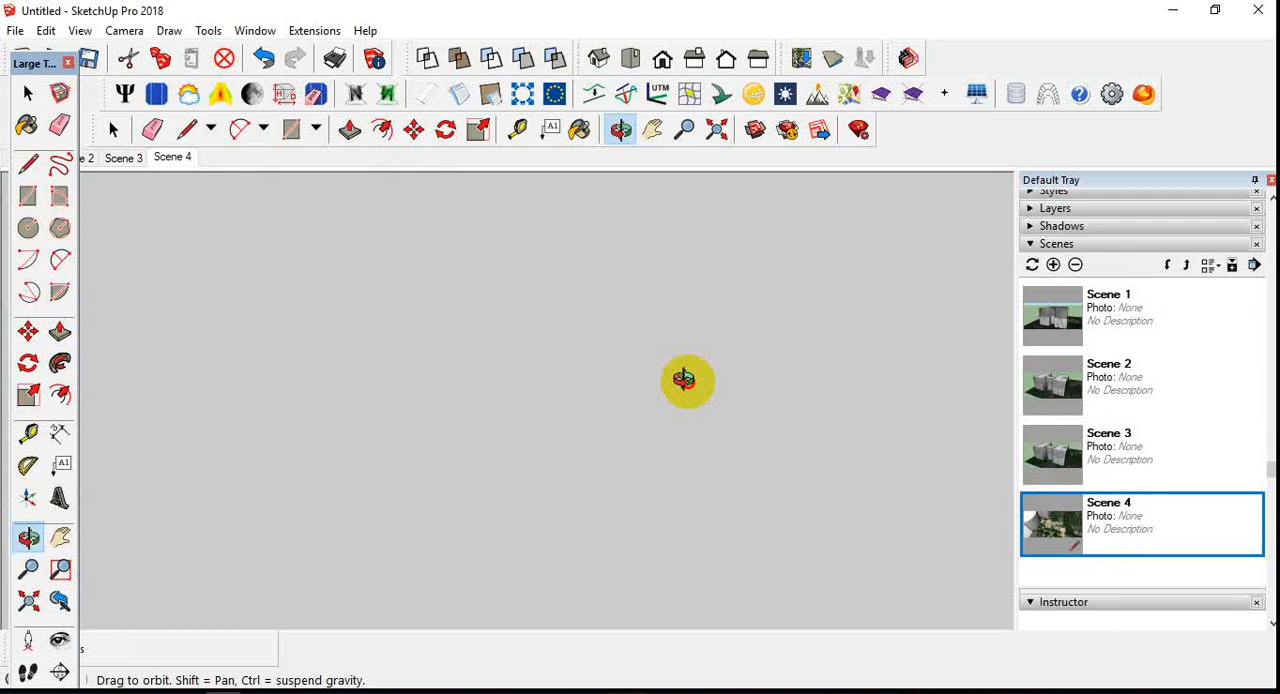 Untitled - SketchUp Pro 2018
File Edit View Camera Draw Tools Window Extensions Help
Large T...
UTM
A1
e 2 Scene 3 Scene 4
Default Tray
Styles
Layers
Shadows
Scenes
Scene 1
Photo: None
No Description
Scene 2
Photo: None
No Description
Scene 3
Photo: None
No Description
A1
Scene 4
Photo: None
No Description
Instructor
s
Drag to orbit. Shift = Pan, Ctrl = suspend gravity.